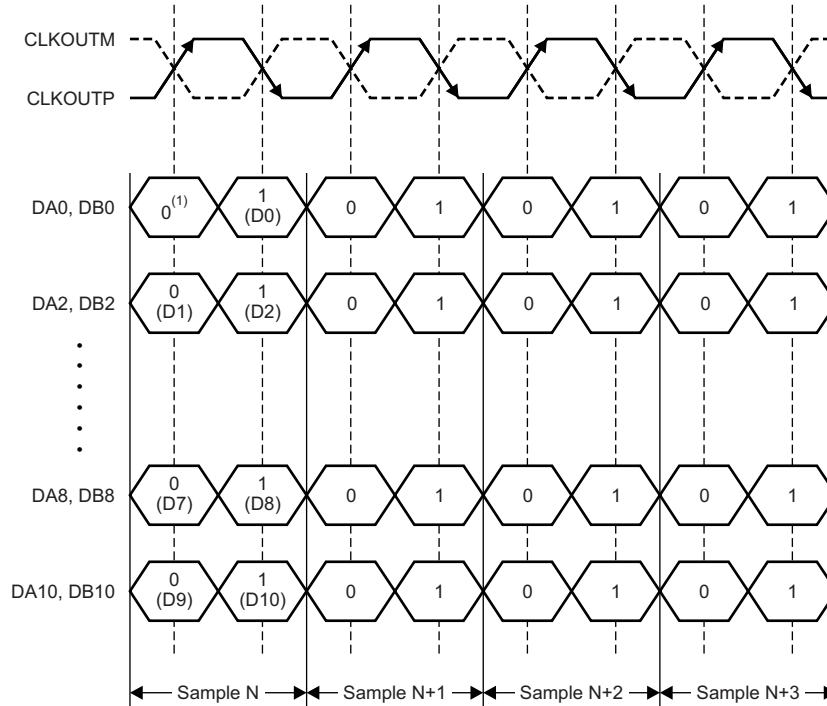 CLKOUTM
CLKOUTP
DA0, DB0
0(1)
1
(D0)
0
1
0
1
0
1
DA2, DB2
0
(D1)
1
(D2)
0
1
0
1
0
1
DA8, DB8
0
(D7)
1
(D8)
0
1
0
1
0
1
DA10, DB10
0
(D9)
1
(D10)
0
1
0
1
0
1
Sample N
Sample N+1
Sample N+2
Sample N+3